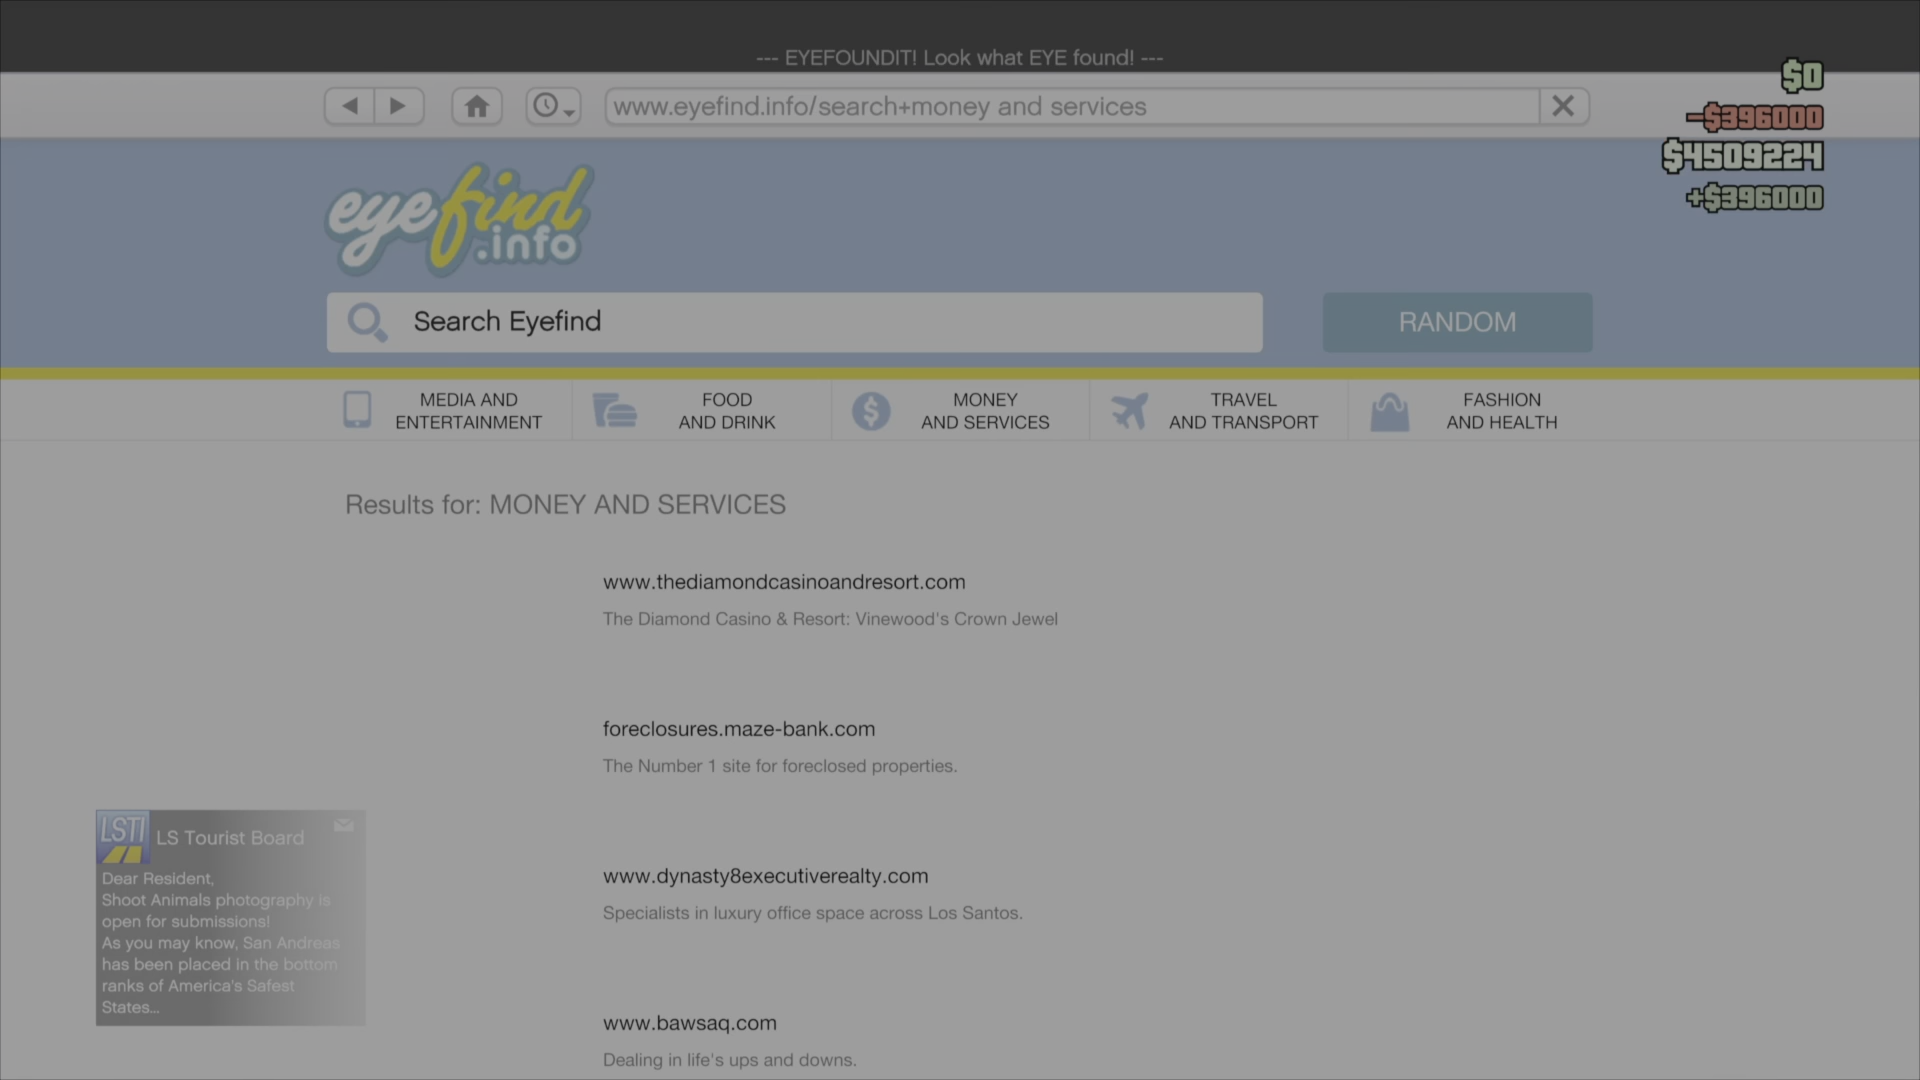 --- EYEFOUNDIT! Look what EYE found! ---
www.eyefind.info/search+money and services
$0
-$396000
$4509224
+$396000
eyefind
.info
Search Eyefind
RANDOM
MEDIA AND
ENTERTAINMENT
FOOD
AND DRINK
MONEY
AND SERVICES
TRAVEL
AND TRANSPORT
FASHION
AND HEALTH
Results for: MONEY AND SERVICES
www.thediamondcasinoandresort.com
The Diamond Casino & Resort: Vinewood's Crown Jewel
foreclosures.maze-bank.com
The Number 1 site for foreclosed properties.
www.dynasty8executiverealty.com
Specialists in luxury office space across Los Santos.
www.bawsaq.com
Dealing in life's ups and downs.
LSTI
LS Tourist Board
Dear Resident,
Shoot Animals photography is
open for submissions!
As you may know, San Andreas
has been placed in the bottom
ranks of America's Safest
States...